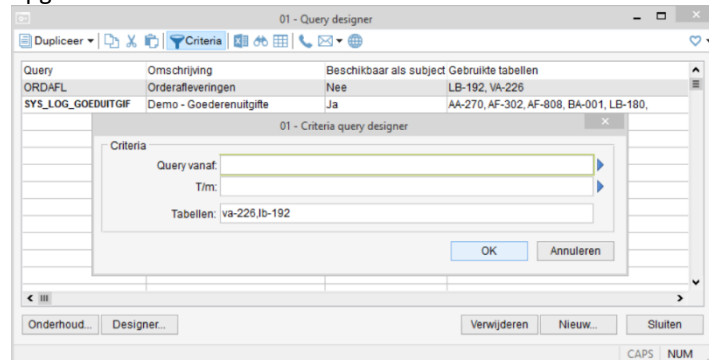 01 - Query designer
Dupliceer Criteria
Query Omschrijving Beschikbaar als subject Gebruikte tabellen
ORDAFL Orderafleveringen Nee LB-192, VA-226
SYS_LOG_GOEDUITGIF Demo - Goederenuitgifte Ja AA-270, AF-302, AF-808, BA-001, LB-180,
01 - Criteria query designer
Criteria
Query vanaf:
T/m:
Tabellen: va-226,lb-192
OK Annuleren
Onderhoud... Designer... Verwijderen Nieuw... Sluiten
CAPS NUM